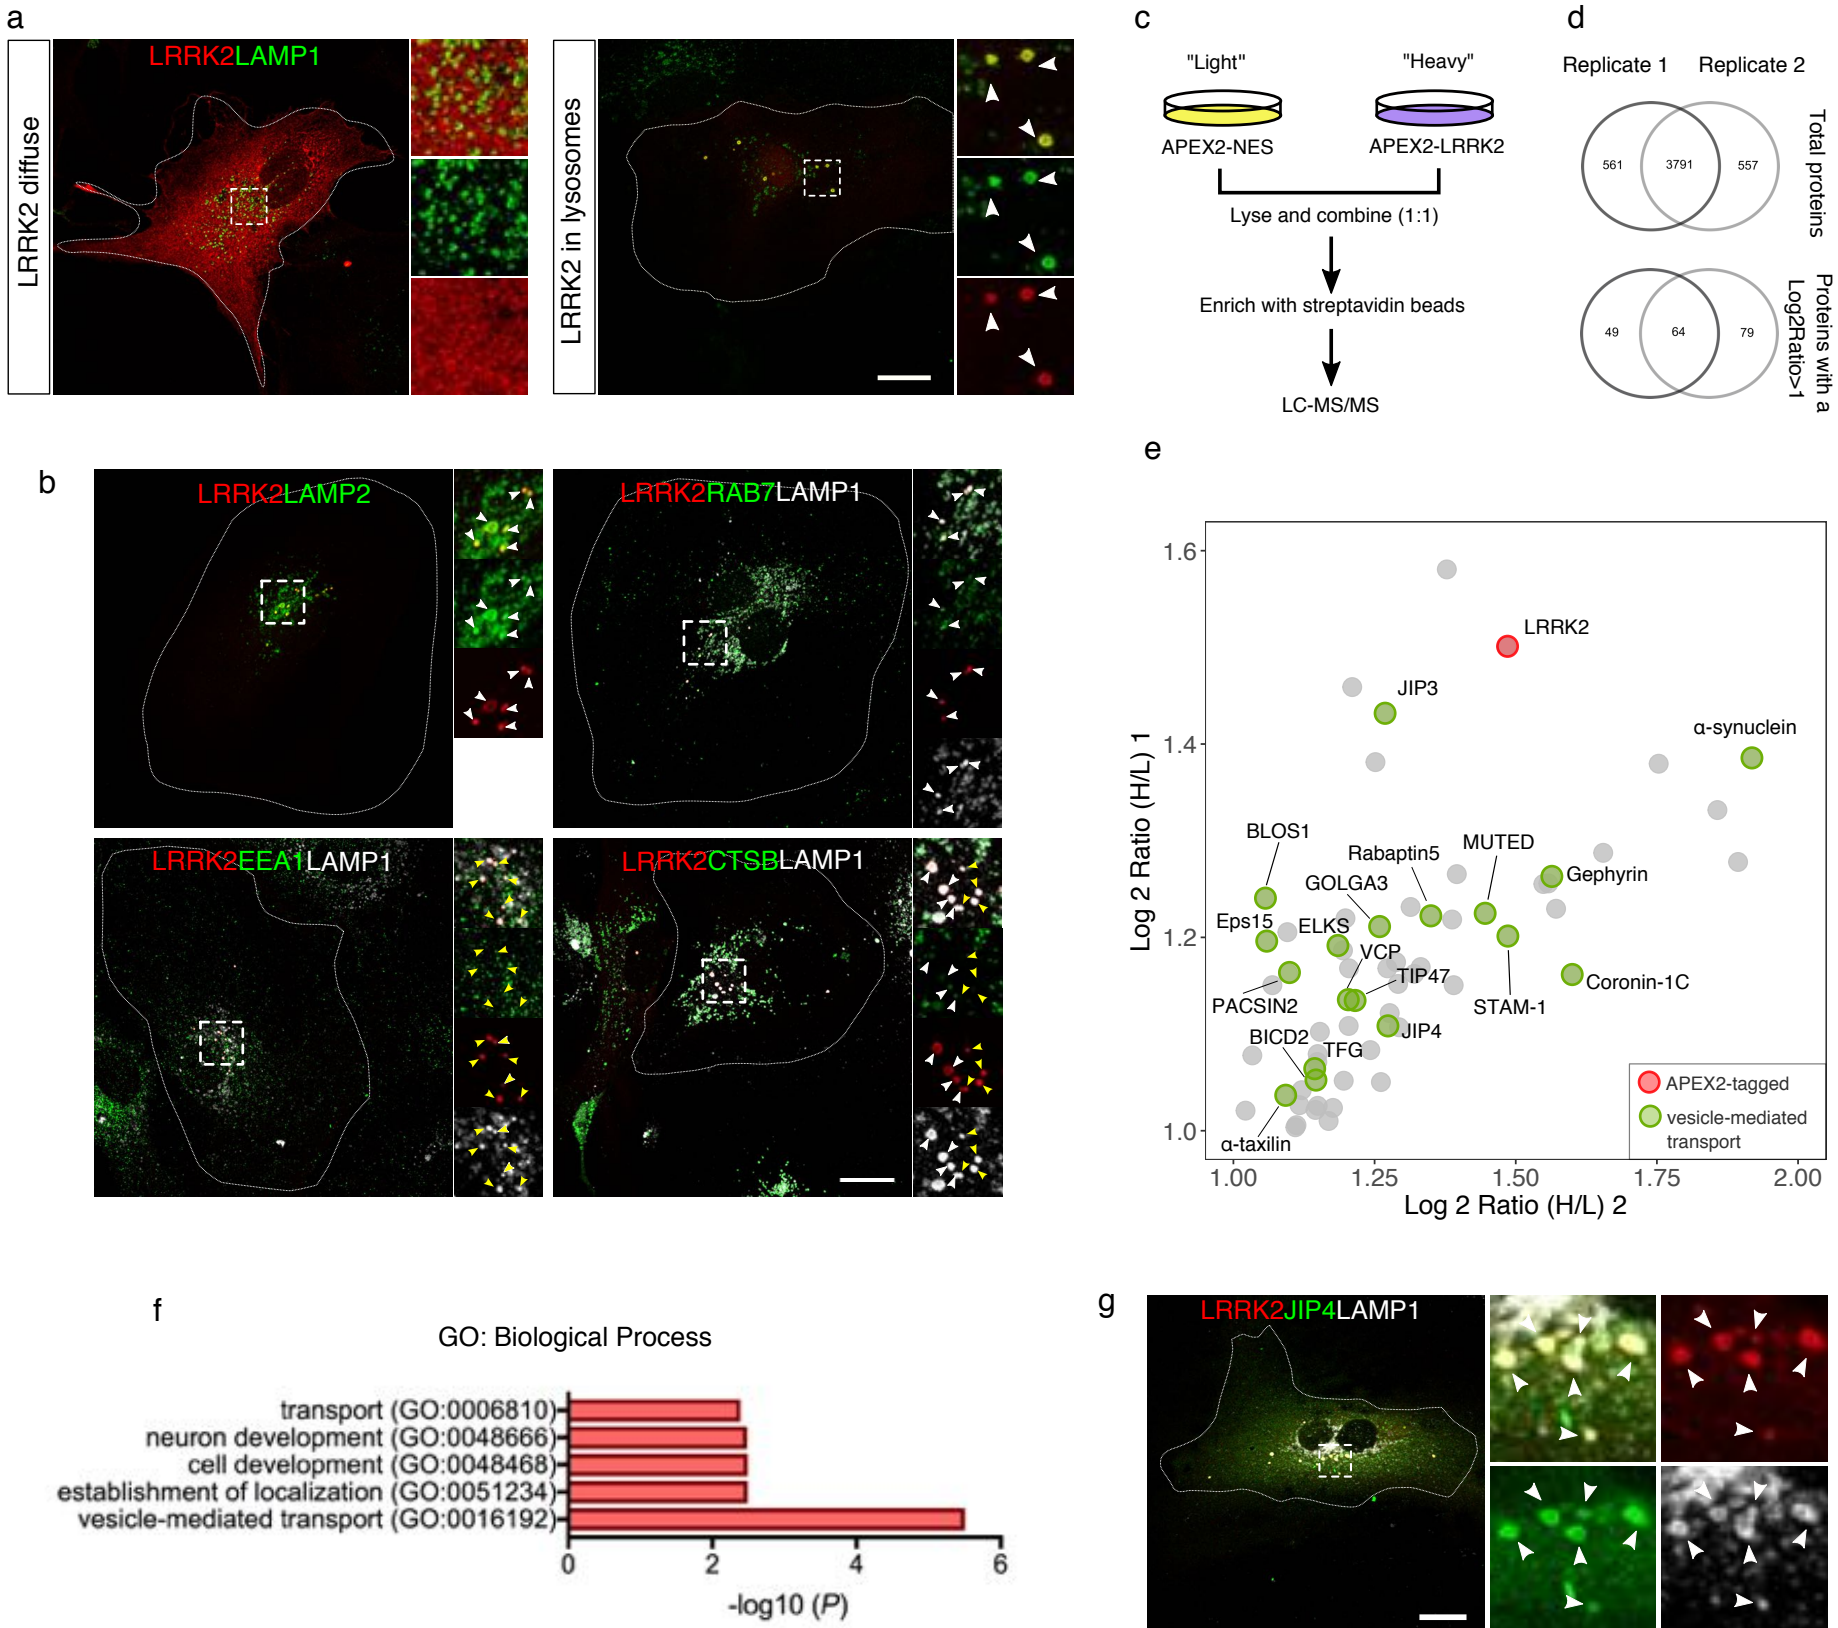 a
LRRK2 diffuse
LRRK2LAMP1
LRRK2 in lysosomes
b
LRRK2LAMP2
LRRK2RAB7LAMP1
LRRK2EEA1LAMP1
LRRK2CTSBLAMP1
c
"Light"
"Heavy"
APEX2-NES
APEX2-LRRK2
Lyse and combine (1:1)
Enrich with streptavidin beads
LC-MS/MS
d
Replicate 1
Replicate 2
561
3791
557
Total proteins
49
64
79
Proteins with a
Log2Ratio>1
e
Log 2 Ratio (H/L) 1
1.6
1.4
1.2
1.0
LRRK2
JIP3
α-synuclein
BLOS1
MUTED
Rabaptin5
GOLGA3
Gephyrin
Eps15
ELKS
VCP
TIP47
Coronin-1C
PACSIN2
STAM-1
BICD2
TFG
JIP4
α-taxilin
APEX2-tagged
vesicle-mediated
transport
1.00
1.25
1.50
1.75
2.00
Log 2 Ratio (H/L) 2
f
GO: Biological Process
transport (GO:0006810)
neuron development (GO:0048666)
cell development (GO:0048468)
establishment of localization (GO:0051234)
vesicle-mediated transport (GO:0016192)
0
2
4
6
-log10 (P)
g
LRRK2JIP4LAMP1